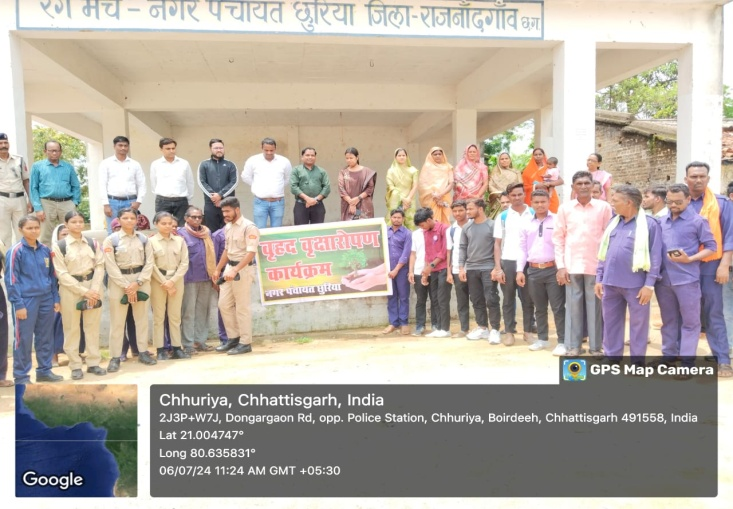 रंग मंच - नगर पंचायत छुरिया जिला-राजनाँदगाँव छ.ग.
वृहद वृक्षारोपण
कार्यक्रम
नगर पंचायत छुरिया
GPS Map Camera
Chhuriya, Chhattisgarh, India
2J3P+W7J, Dongargaon Rd, opp. Police Station, Chhuriya, Boirdeeh, Chhattisgarh 491558, India
Lat 21.004747°
Long 80.635831°
06/07/24 11:24 AM GMT +05:30
Google